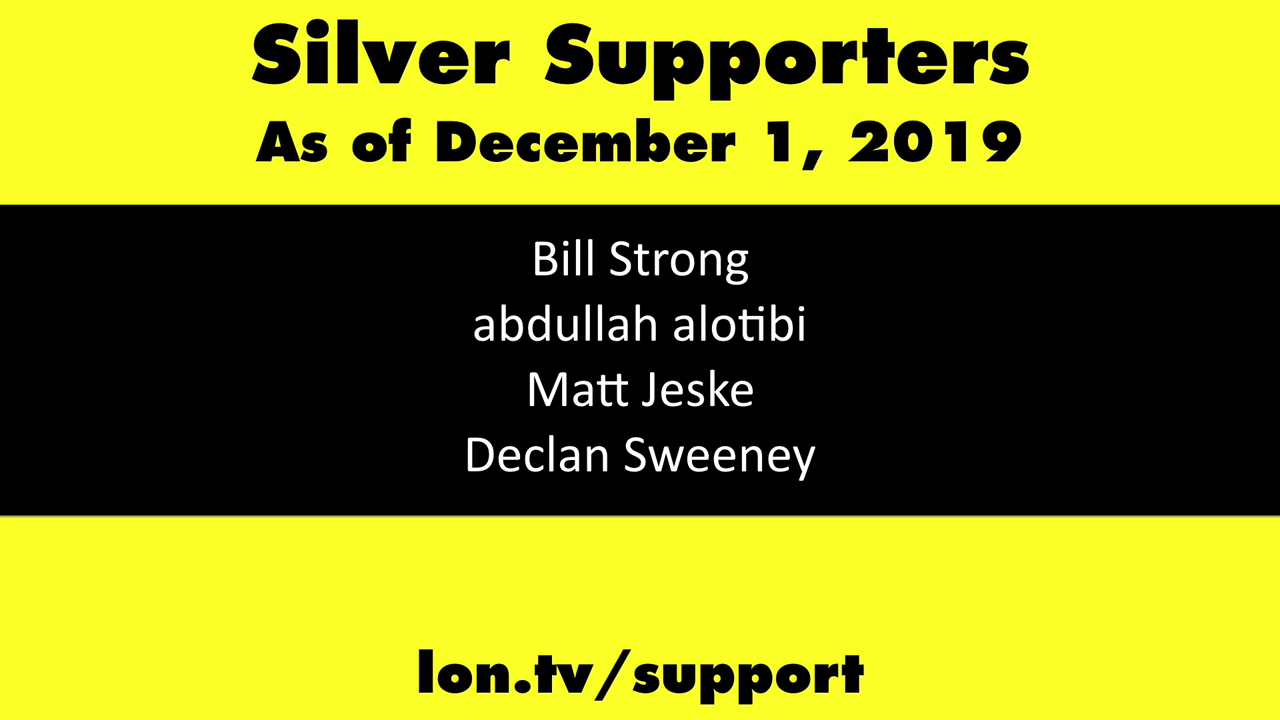 Silver Supporters
As of December 1, 2019
Bill Strong
abdullah alotibi
Matt Jeske
Declan Sweeney
lon.tv/support